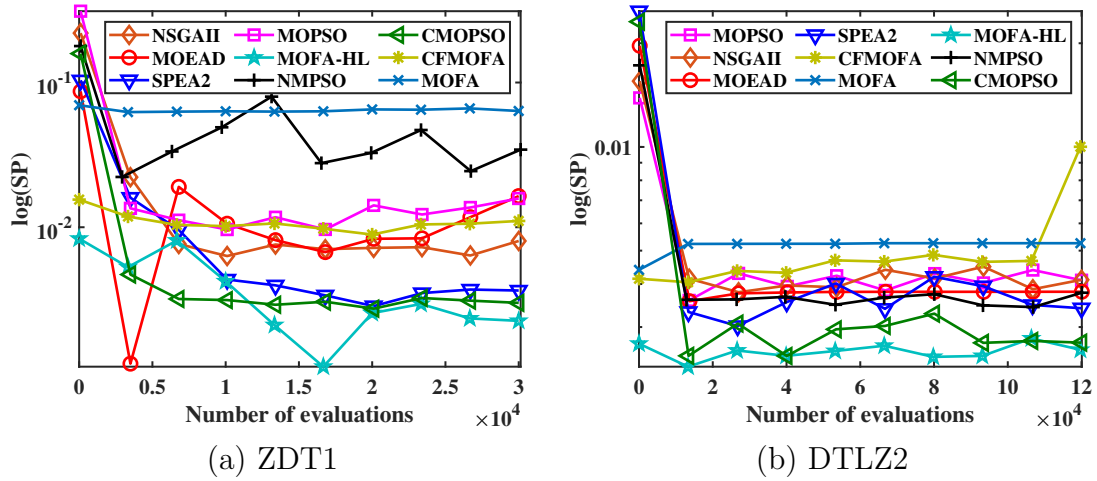 NSGAII MOPSO CMOPSO
MOEAD MOFA-HL CFMOFA
SPEA2 NMPSO MOFA
10^-1
10^-2
log(SP)
0 0.5 1 1.5 2 2.5 3
Number of evaluations
×10^4
(a) ZDT1
MOPSO SPEA2 MOFA-HL
NSGAII CFMOFA NMPSO
MOEAD MOFA CMOPSO
0.01
log(SP)
0 2 4 6 8 10 12
Number of evaluations
×10^4
(b) DTLZ2